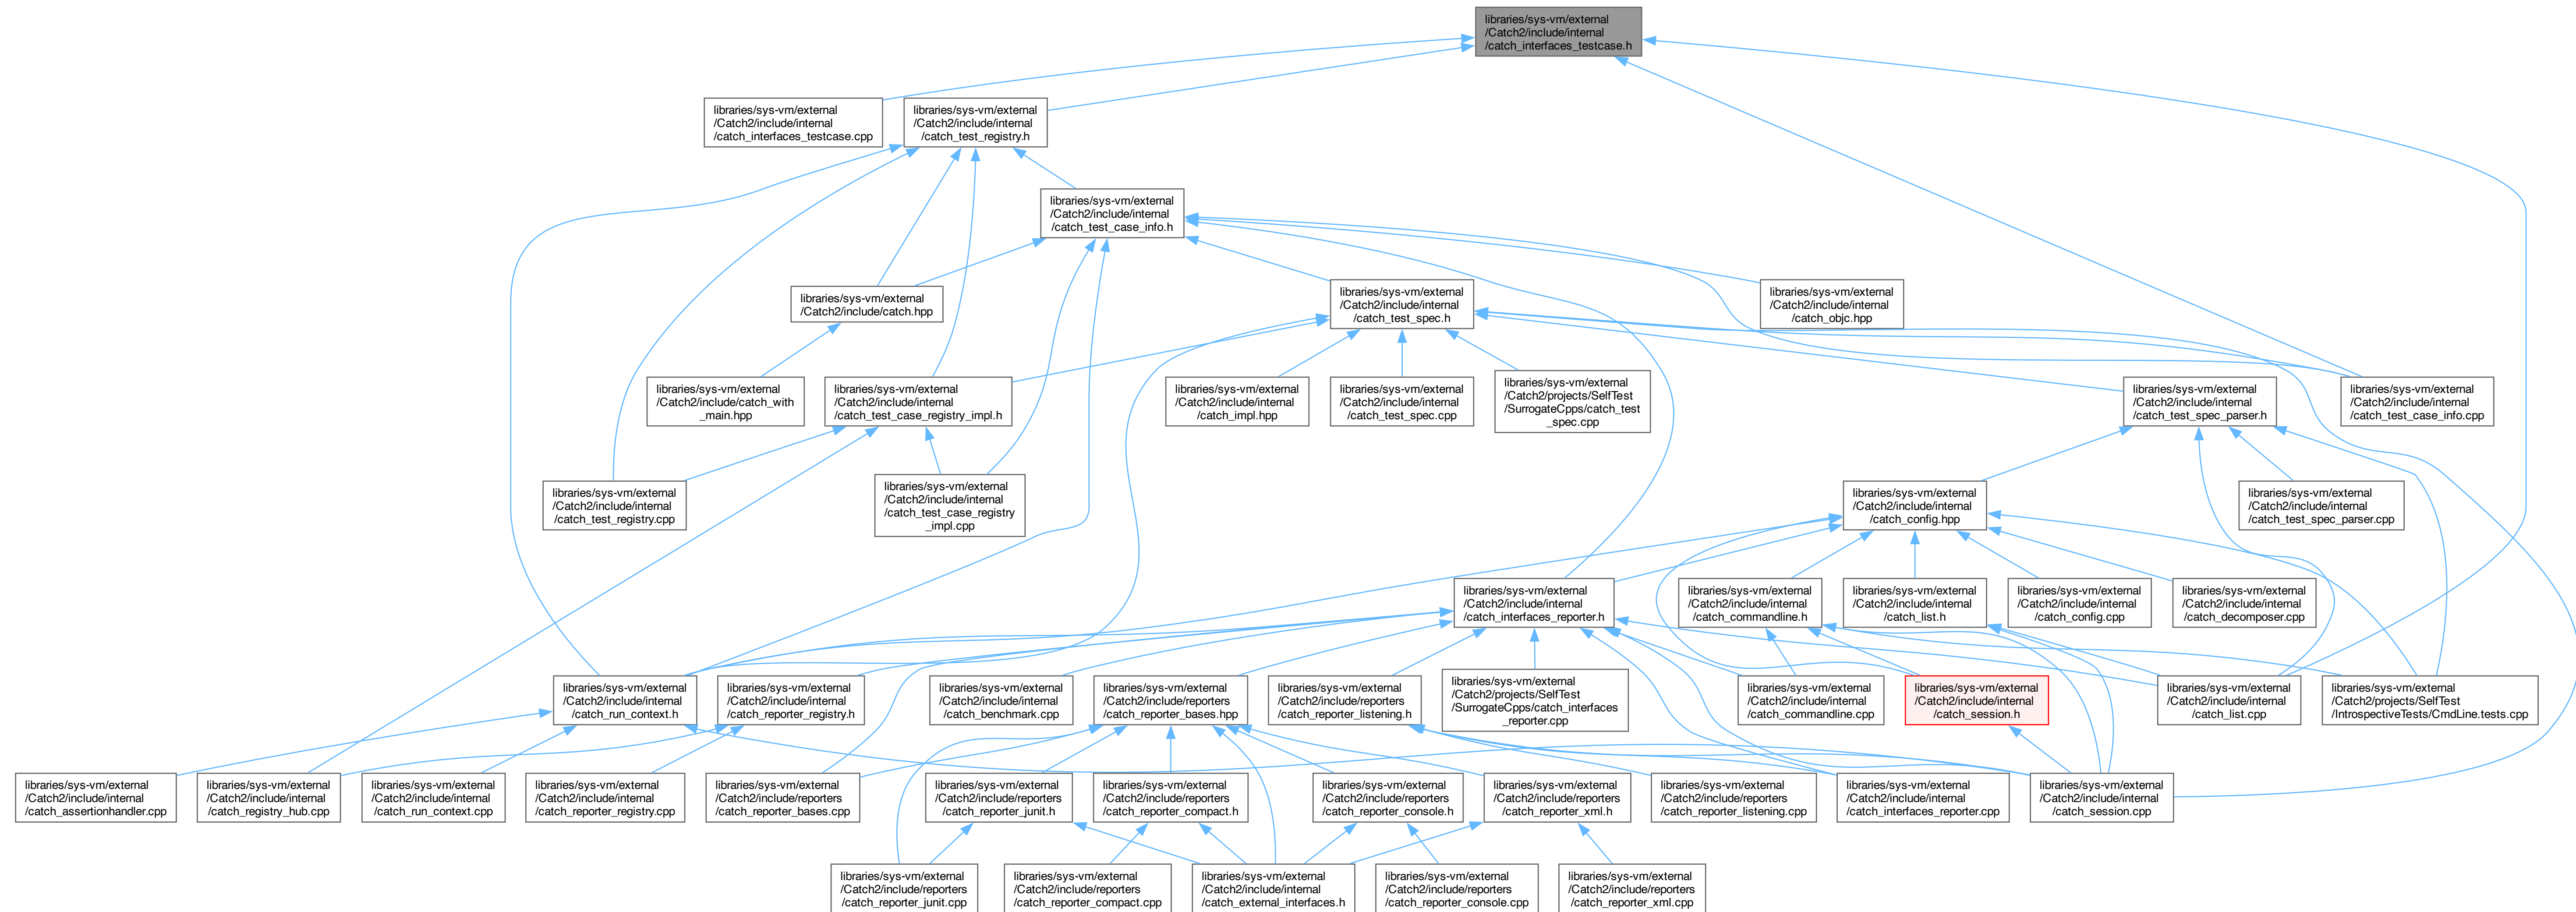 libraries/sys-vm/external
/Catch2/include/internal
/catch_interfaces_testcase.h
libraries/sys-vm/external
/Catch2/include/internal
/catch_interfaces_testcase.cpp
libraries/sys-vm/external
/Catch2/include/internal
/catch_test_registry.h
libraries/sys-vm/external
/Catch2/include/internal
/catch_test_case_info.h
libraries/sys-vm/external
/Catch2/include/catch.hpp
libraries/sys-vm/external
/Catch2/include/internal
/catch_test_spec.h
libraries/sys-vm/external
/Catch2/include/internal
/catch_objc.hpp
libraries/sys-vm/external
/Catch2/include/catch_with
_main.hpp
libraries/sys-vm/external
/Catch2/include/internal
/catch_test_case_registry_impl.h
libraries/sys-vm/external
/Catch2/include/internal
/catch_impl.hpp
libraries/sys-vm/external
/Catch2/include/internal
/catch_test_spec.cpp
libraries/sys-vm/external
/Catch2/projects/SelfTest
/SurrogateCpps/catch_test
_spec.cpp
libraries/sys-vm/external
/Catch2/include/internal
/catch_test_spec_parser.h
libraries/sys-vm/external
/Catch2/include/internal
/catch_test_case_info.cpp
libraries/sys-vm/external
/Catch2/include/internal
/catch_test_registry.cpp
libraries/sys-vm/external
/Catch2/include/internal
/catch_test_case_registry
_impl.cpp
libraries/sys-vm/external
/Catch2/include/internal
/catch_config.hpp
libraries/sys-vm/external
/Catch2/include/internal
/catch_test_spec_parser.cpp
libraries/sys-vm/external
/Catch2/include/internal
/catch_interfaces_reporter.h
libraries/sys-vm/external
/Catch2/include/internal
/catch_commandline.h
libraries/sys-vm/external
/Catch2/include/internal
/catch_list.h
libraries/sys-vm/external
/Catch2/include/internal
/catch_config.cpp
libraries/sys-vm/external
/Catch2/include/internal
/catch_decomposer.cpp
libraries/sys-vm/external
/Catch2/include/internal
/catch_run_context.h
libraries/sys-vm/external
/Catch2/include/internal
/catch_reporter_registry.h
libraries/sys-vm/external
/Catch2/include/internal
/catch_benchmark.cpp
libraries/sys-vm/external
/Catch2/include/reporters
/catch_reporter_bases.hpp
libraries/sys-vm/external
/Catch2/include/reporters
/catch_reporter_listening.h
libraries/sys-vm/external
/Catch2/projects/SelfTest
/SurrogateCpps/catch_interfaces
_reporter.cpp
libraries/sys-vm/external
/Catch2/include/internal
/catch_commandline.cpp
libraries/sys-vm/external
/Catch2/include/internal
/catch_session.h
libraries/sys-vm/external
/Catch2/include/internal
/catch_list.cpp
libraries/sys-vm/external
/Catch2/projects/SelfTest
/IntrospectiveTests/CmdLine.tests.cpp
libraries/sys-vm/external
/Catch2/include/internal
/catch_assertionhandler.cpp
libraries/sys-vm/external
/Catch2/include/internal
/catch_registry_hub.cpp
libraries/sys-vm/external
/Catch2/include/internal
/catch_run_context.cpp
libraries/sys-vm/external
/Catch2/include/internal
/catch_reporter_registry.cpp
libraries/sys-vm/external
/Catch2/include/reporters
/catch_reporter_bases.cpp
libraries/sys-vm/external
/Catch2/include/reporters
/catch_reporter_junit.h
libraries/sys-vm/external
/Catch2/include/reporters
/catch_reporter_compact.h
libraries/sys-vm/external
/Catch2/include/reporters
/catch_reporter_console.h
libraries/sys-vm/external
/Catch2/include/reporters
/catch_reporter_xml.h
libraries/sys-vm/external
/Catch2/include/reporters
/catch_reporter_listening.cpp
libraries/sys-vm/external
/Catch2/include/internal
/catch_interfaces_reporter.cpp
libraries/sys-vm/external
/Catch2/include/internal
/catch_session.cpp
libraries/sys-vm/external
/Catch2/include/reporters
/catch_reporter_junit.cpp
libraries/sys-vm/external
/Catch2/include/reporters
/catch_reporter_compact.cpp
libraries/sys-vm/external
/Catch2/include/internal
/catch_external_interfaces.h
libraries/sys-vm/external
/Catch2/include/reporters
/catch_reporter_console.cpp
libraries/sys-vm/external
/Catch2/include/reporters
/catch_reporter_xml.cpp